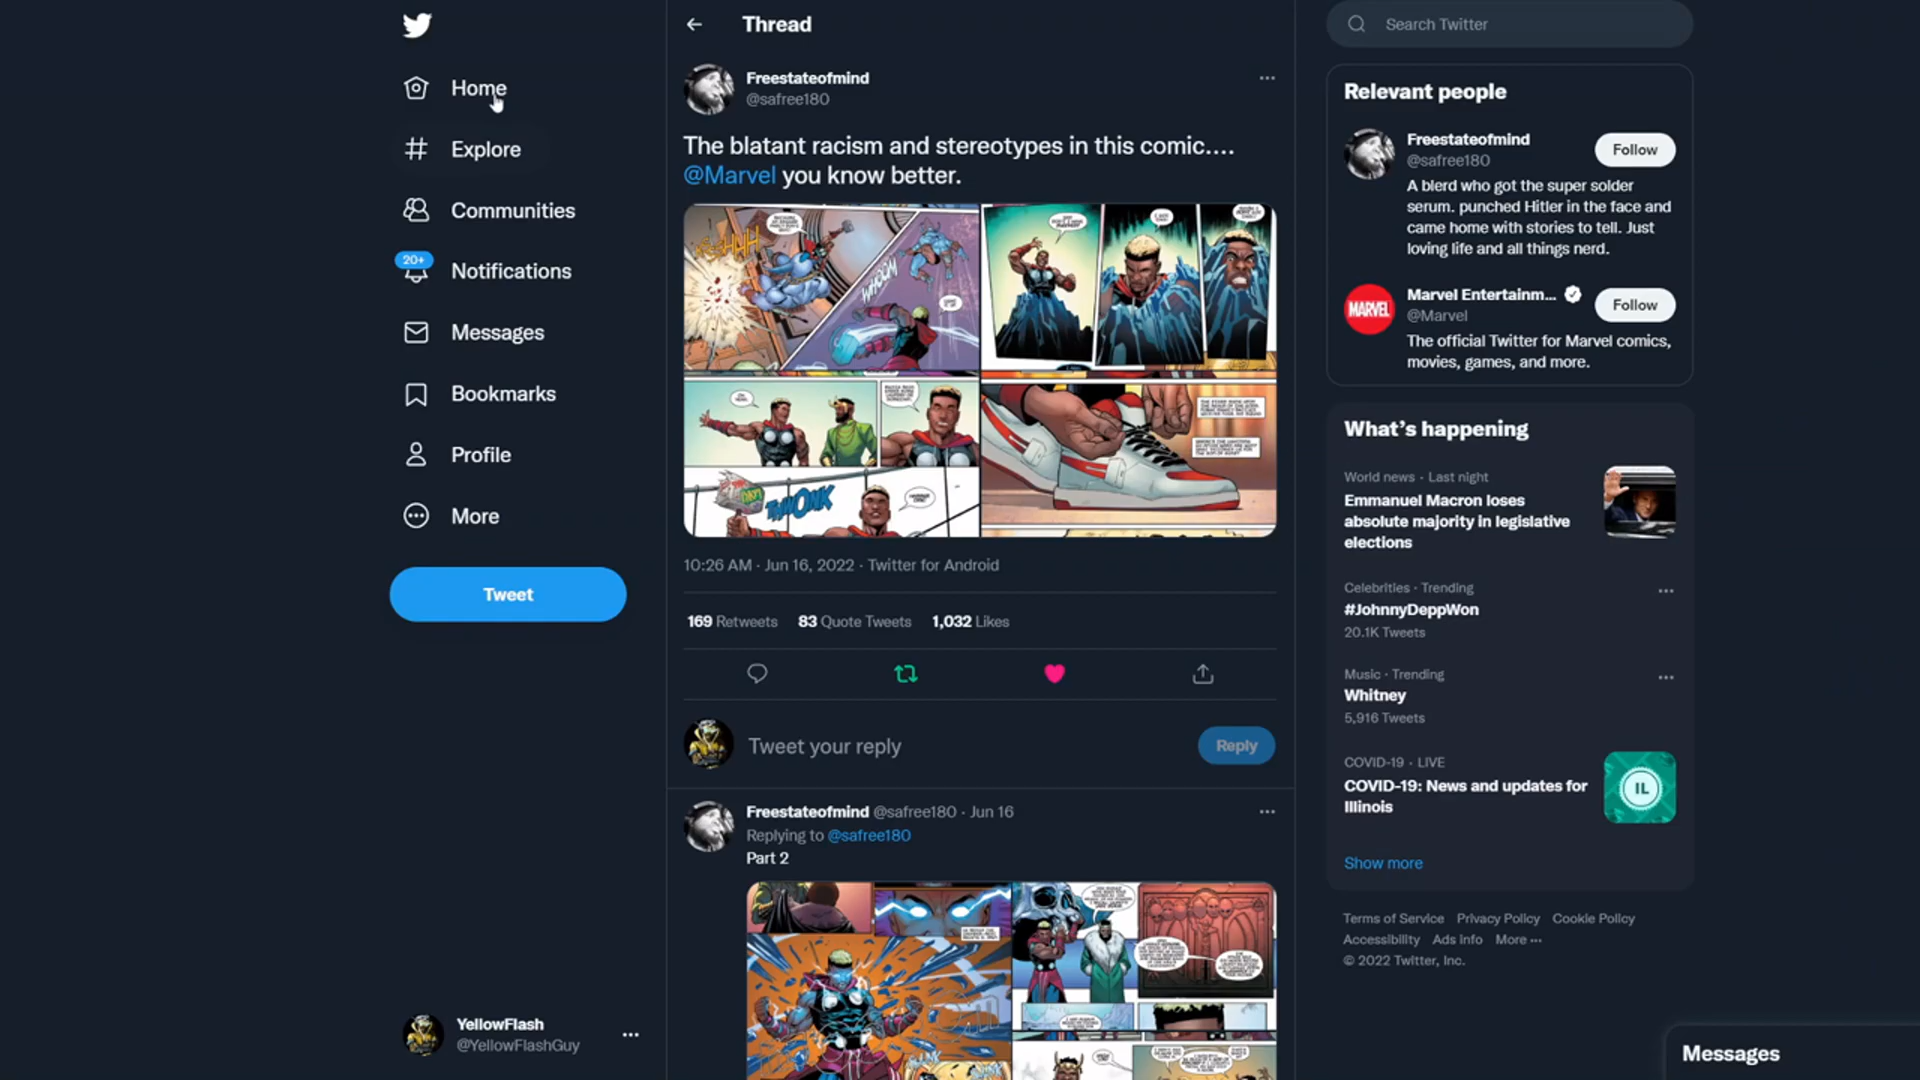 Thread
Search Twitter
Home
Explore
Communities
20+
Notifications
Messages
Bookmarks
Profile
More
Tweet
YellowFlash
@YellowFlashGuy
Freestateofmind
@safree180
The blatant racism and stereotypes in this comic....
@Marvel you know better.
WHOOM
THWONK
10:26 AM · Jun 16, 2022 · Twitter for Android
169 Retweets 83 Quote Tweets 1,032 Likes
Tweet your reply
Reply
Freestateofmind @safree180 · Jun 16
Replying to @safree180
Part 2
Relevant people
Freestateofmind
@safree180
Follow
A blerd who got the super solder
serum. punched Hitler in the face and
came home with stories to tell. Just
loving life and all things nerd.
MARVEL
Marvel Entertainm...
@Marvel
Follow
The official Twitter for Marvel comics,
movies, games, and more.
What's happening
World news · Last night
Emmanuel Macron loses
absolute majority in legislative
elections
Celebrities · Trending
#JohnnyDeppWon
20.1K Tweets
Music · Trending
Whitney
5,916 Tweets
COVID-19 · LIVE
COVID-19: News and updates for
Illinois
IL
Show more
Terms of Service Privacy Policy Cookie Policy
Accessibility Ads info More ···
© 2022 Twitter, Inc.
Messages